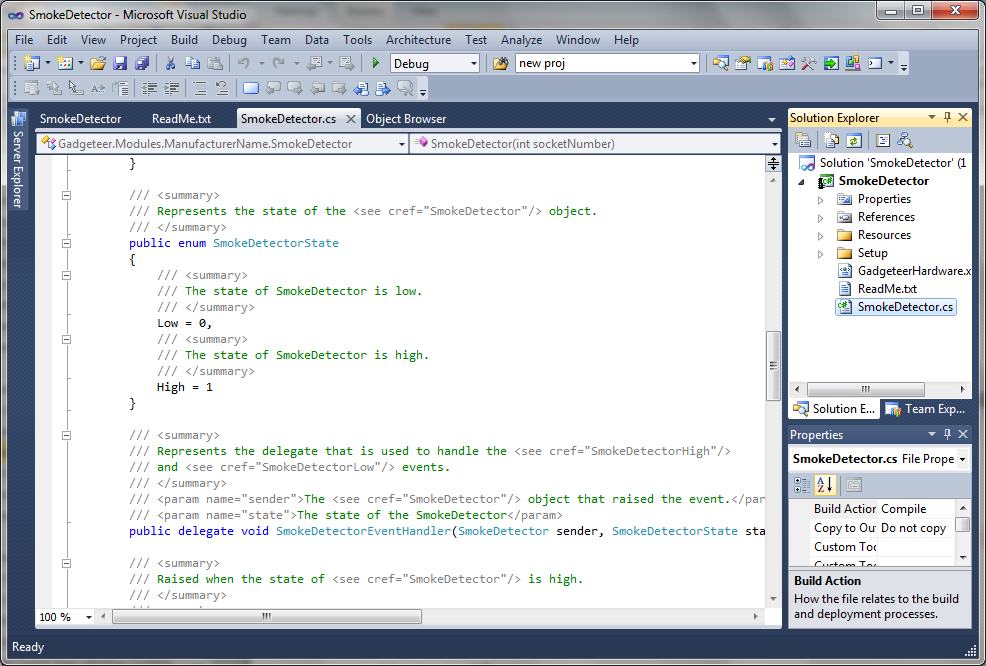 SmokeDetector - Microsoft Visual Studio
File Edit View Project Build Debug Team Data Tools Architecture Test Analyze Window Help
Debug new proj
Server Explorer
SmokeDetector ReadMe.txt SmokeDetector.cs Object Browser
Gadgeteer.Modules.ManufacturerName.SmokeDetector SmokeDetector(int socketNumber)
}
/// <summary>
/// Represents the state of the <see cref="SmokeDetector"/> object.
/// </summary>
public enum SmokeDetectorState
{
/// <summary>
/// The state of SmokeDetector is low.
/// </summary>
Low = 0,
/// <summary>
/// The state of SmokeDetector is high.
/// </summary>
High = 1
}
/// <summary>
/// Represents the delegate that is used to handle the <see cref="SmokeDetectorHigh"/>
/// and <see cref="SmokeDetectorLow"/> events.
/// </summary>
/// <param name="sender">The <see cref="SmokeDetector"/> object that raised the event.</par
/// <param name="state">The state of the SmokeDetector</param>
public delegate void SmokeDetectorEventHandler(SmokeDetector sender, SmokeDetectorState sta
/// <summary>
/// Raised when the state of <see cref="SmokeDetector"/> is high.
/// </summary>
100 %
Ready
Solution Explorer
Solution 'SmokeDetector' (1
SmokeDetector
Properties
References
Resources
Setup
GadgeteerHardware.x
ReadMe.txt
SmokeDetector.cs
Solution E... Team Exp...
Properties
SmokeDetector.cs File Prope
Build Action Compile
Copy to Ou Do not copy
Custom Too
Custom Too
Build Action
How the file relates to the build
and deployment processes.